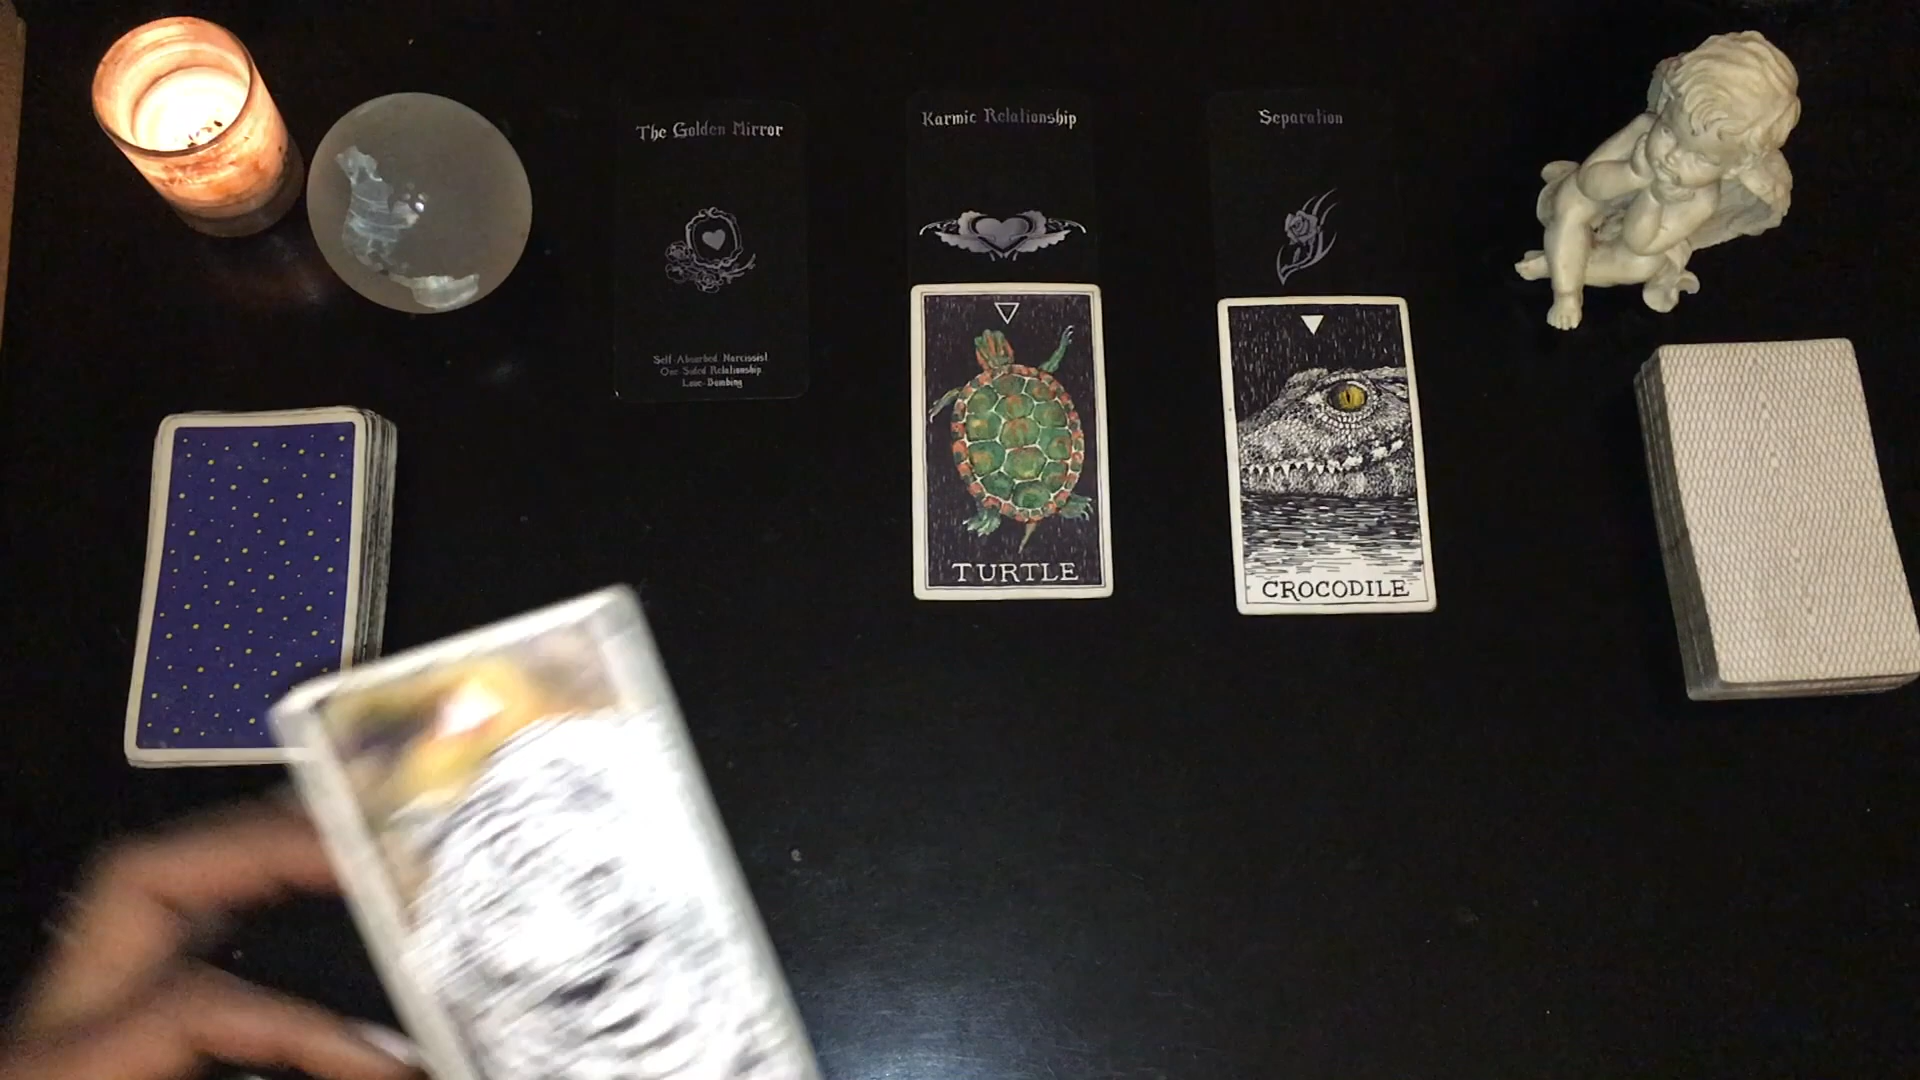 The Golden Mirror
Self-Absorbed Narcissist
One Sided Relationship
Love-Bombing
Karmic Relationship
TURTLE
Separation
CROCODILE